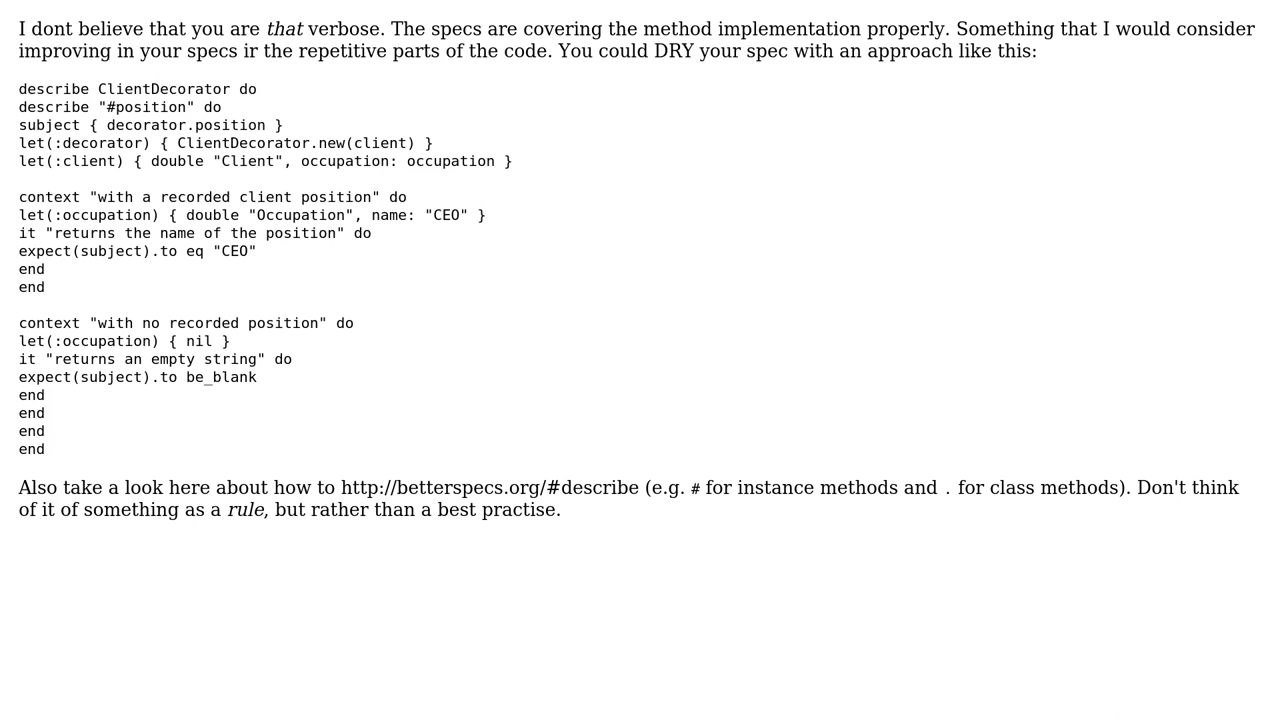 I dont believe that you are that verbose. The specs are covering the method implementation properly. Something that I would consider
improving in your specs ir the repetitive parts of the code. You could DRY your spec with an approach like this:
describe ClientDecorator do
describe "#position" do
subject { decorator.position }
let(:decorator) { ClientDecorator.new(client) }
let(:client) { double "Client", occupation: occupation }
context "with a recorded client position" do
let(:occupation) { double "Occupation", name: "CEO" }
it "returns the name of the position" do
expect(subject).to eq "CEO"
end
end
context "with no recorded position" do
let(:occupation) { nil }
it "returns an empty string" do
expect(subject).to be_blank
end
end
end
end
Also take a look here about how to http://betterspecs.org/#describe (e.g. # for instance methods and . for class methods). Don't think
of it of something as a rule, but rather than a best practise.